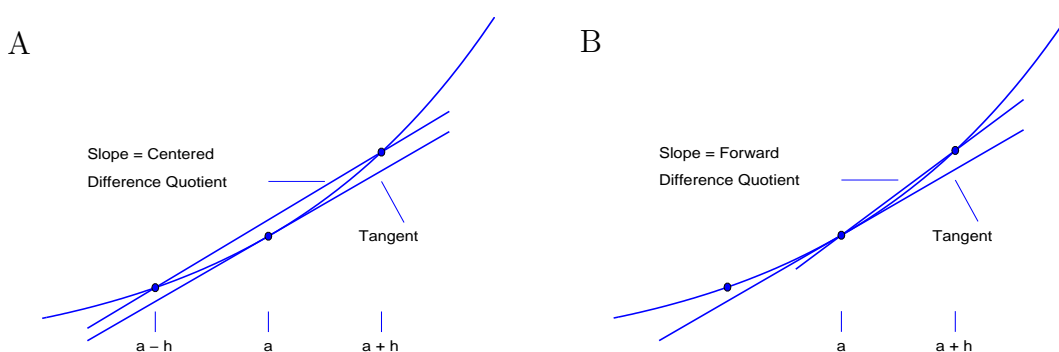 A
Slope = Centered
Difference Quotient
Tangent
a – h
a
a + h
B
Slope = Forward
Difference Quotient
Tangent
a
a + h